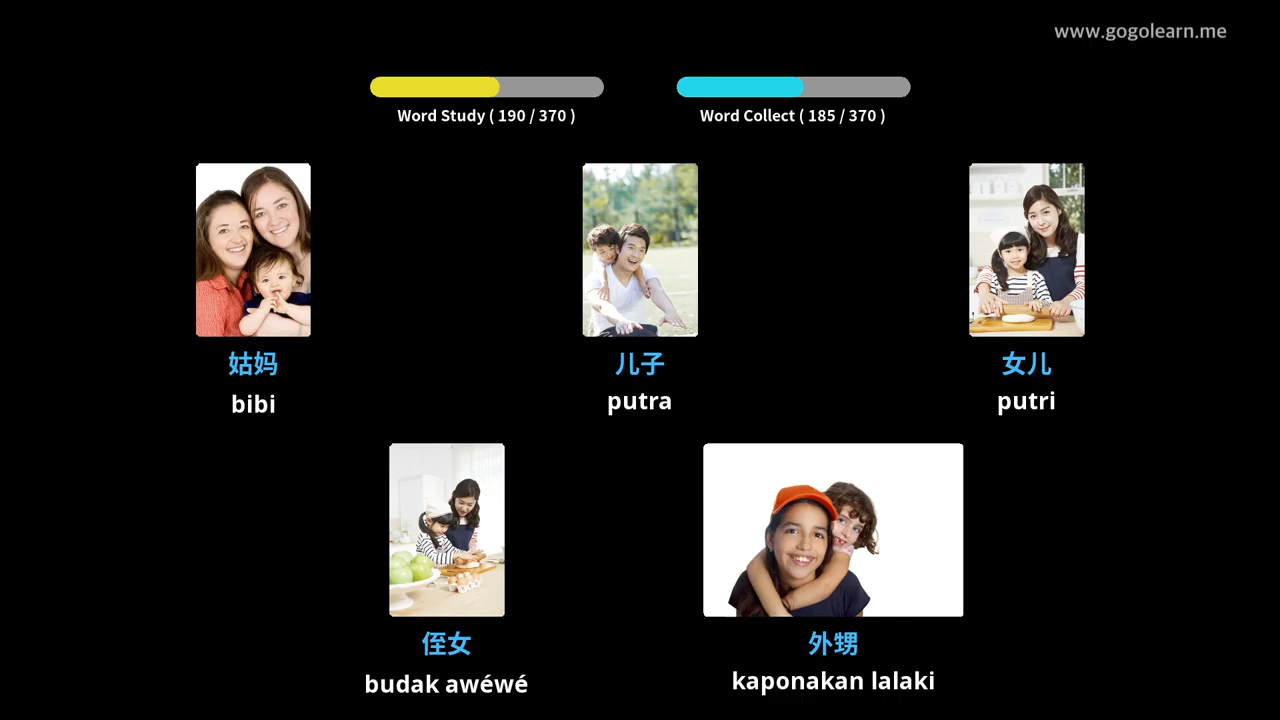 www.gogolearn.me
Word Study ( 190 / 370 )
Word Collect ( 185 / 370 )
姑妈
bibi
儿子
putra
女儿
putri
侄女
budak awéwé
外甥
kaponakan lalaki